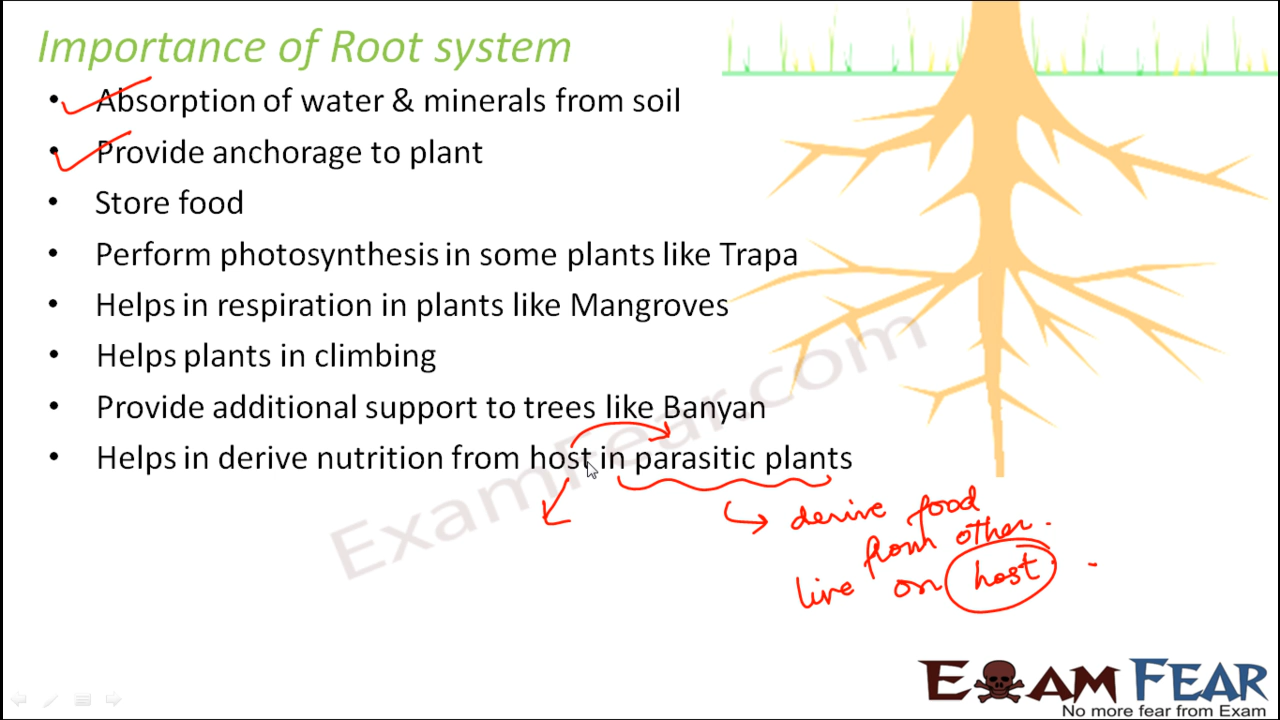 Importance of Root system
• Absorption of water & minerals from soil
• Provide anchorage to plant
• Store food
• Perform photosynthesis in some plants like Trapa
• Helps in respiration in plants like Mangroves
• Helps plants in climbing
• Provide additional support to trees like Banyan
• Helps in derive nutrition from host in parasitic plants
derive food
from other.
live on host.
ExamFear.com
EXAM FEAR
No more fear from Exam